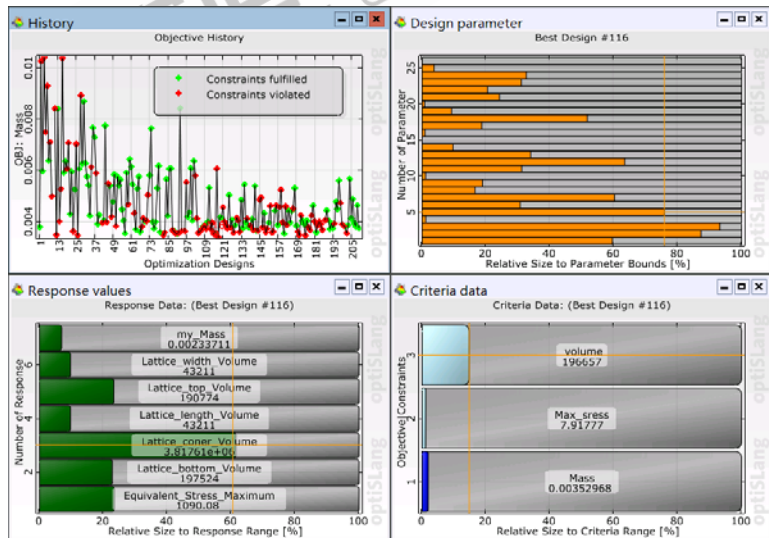 History
Objective History
OBJ: Mass
0.01
0.008
0.006
0.004
Constraints fulfilled
Constraints violated
1 13 25 37 49 61 73 85 97 109 121 133 145 157 169 181 193 205
Optimization Designs
optiSLang
Design parameter
Best Design #116
Number of Parameter
25
20
15
10
5
0 20 40 60 80 100
Relative Size to Parameter Bounds [%]
optiSLang
Response values
Response Data: (Best Design #116)
Number of Response
6
4
2
my_Mass
0.00233711
Lattice_width_Volume
43211
Lattice_top_Volume
190774
Lattice_length_Volume
43211
Lattice_coner_Volume
3.81761e+06
Lattice_bottom_Volume
197524
Equivalent_Stress_Maximum
1090.08
0 20 40 60 80 100
Relative Size to Response Range [%]
optiSLang
Criteria data
Criteria Data: (Best Design #116)
Objective|Constraints
3
2
1
volume
196657
Max_sress
7.91777
Mass
0.00352968
0 20 40 60 80 100
Relative Size to Criteria Range [%]
optiSLang